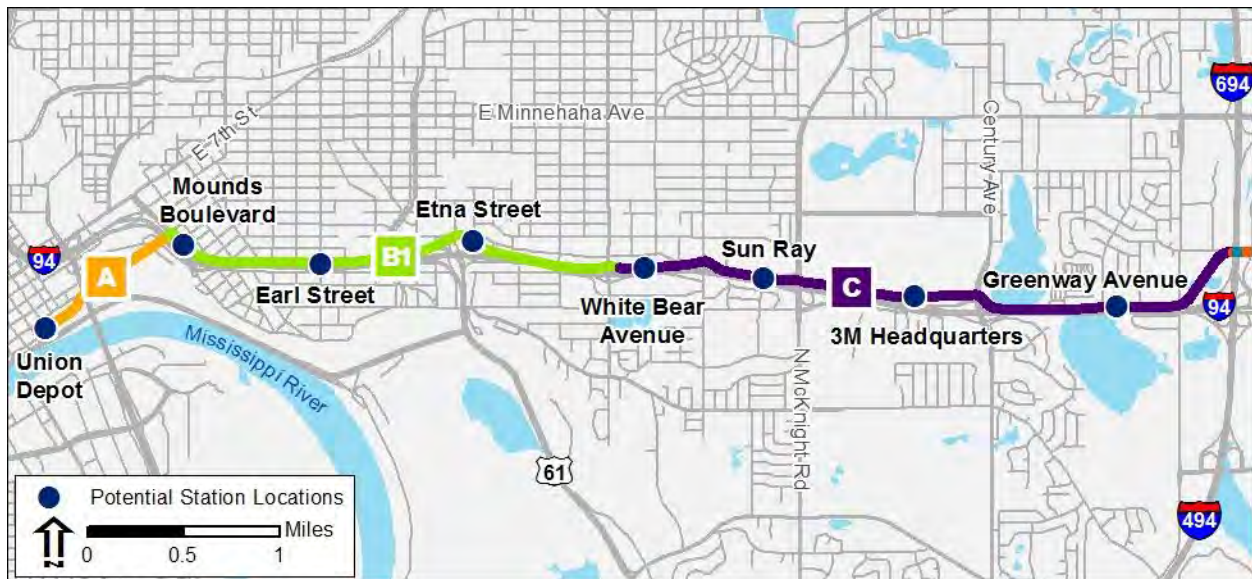 694
E Minnehaha Ave
E 7th St
Century Ave
Mounds
Boulevard
Etna Street
Sun Ray
94
A
B1
Earl Street
White Bear
Avenue
C
Greenway Avenue
94
3M Headquarters
Union
Depot
Mississippi River
N McKnight Rd
61
494
Potential Station Locations
N
0
0.5
1
Miles